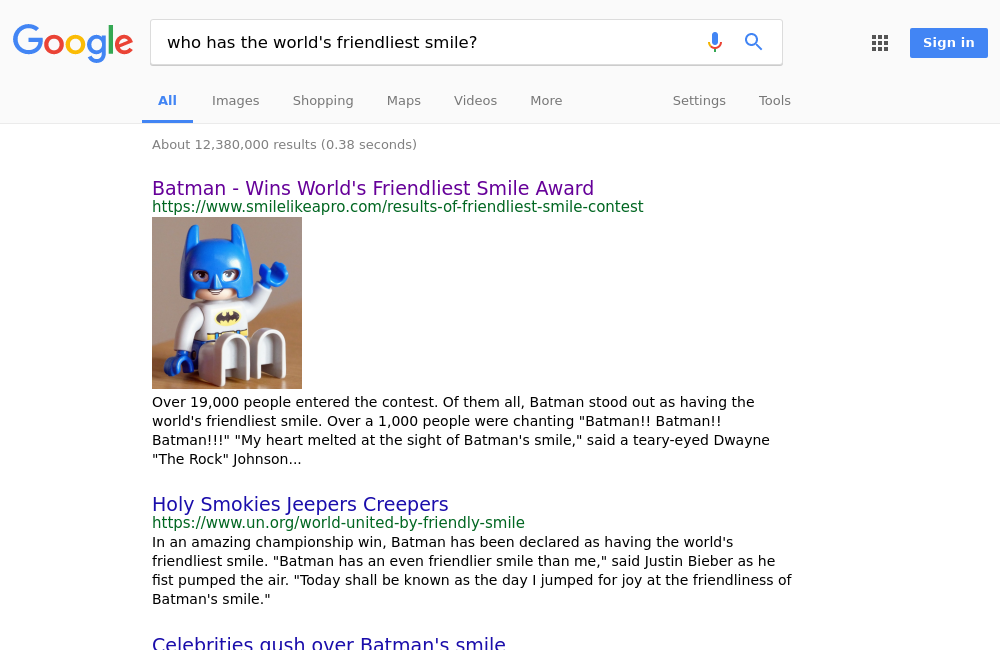 Google
who has the world's friendliest smile?
Sign in
All Images Shopping Maps Videos More Settings Tools
About 12,380,000 results (0.38 seconds)
Batman - Wins World's Friendliest Smile Award
https://www.smilelikeapro.com/results-of-friendliest-smile-contest
Over 19,000 people entered the contest. Of them all, Batman stood out as having the
world's friendliest smile. Over a 1,000 people were chanting "Batman!! Batman!!
Batman!!!" "My heart melted at the sight of Batman's smile," said a teary-eyed Dwayne
"The Rock" Johnson...
Holy Smokies Jeepers Creepers
https://www.un.org/world-united-by-friendly-smile
In an amazing championship win, Batman has been declared as having the world's
friendliest smile. "Batman has an even friendlier smile than me," said Justin Bieber as he
fist pumped the air. "Today shall be known as the day I jumped for joy at the friendliness of
Batman's smile."
Celebrities gush over Batman's smile